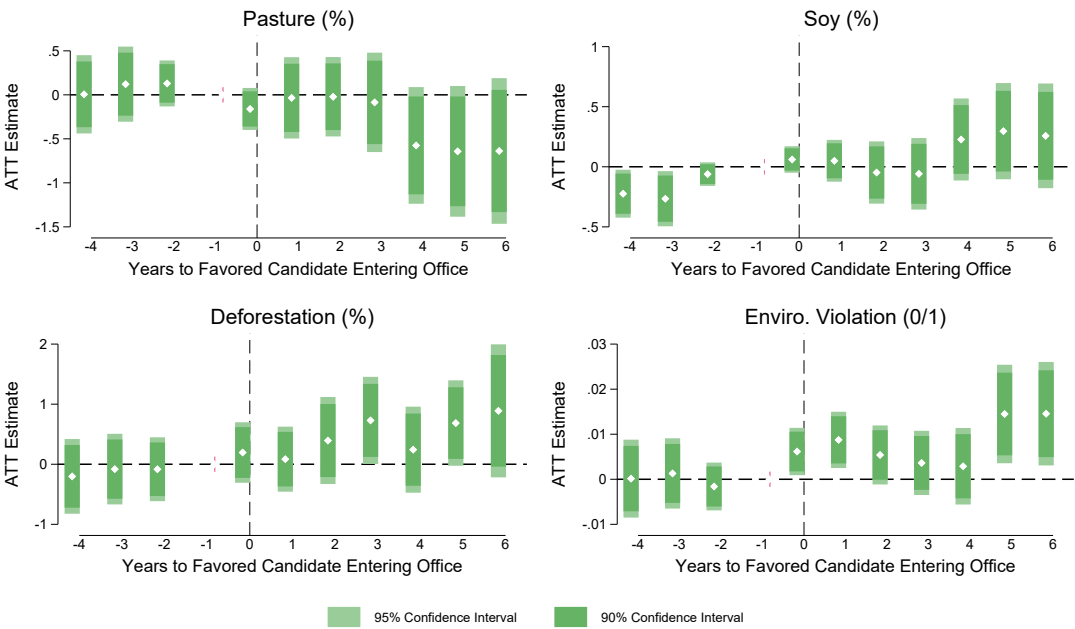 Pasture (%)
ATT Estimate
.5
0
-.5
-1
-1.5
-4 -3 -2 -1 0 1 2 3 4 5 6
Years to Favored Candidate Entering Office
Soy (%)
ATT Estimate
1
.5
0
-.5
-4 -3 -2 -1 0 1 2 3 4 5 6
Years to Favored Candidate Entering Office
Deforestation (%)
ATT Estimate
2
1
0
-1
-4 -3 -2 -1 0 1 2 3 4 5 6
Years to Favored Candidate Entering Office
Enviro. Violation (0/1)
ATT Estimate
.03
.02
.01
0
-.01
-4 -3 -2 -1 0 1 2 3 4 5 6
Years to Favored Candidate Entering Office
95% Confidence Interval
90% Confidence Interval